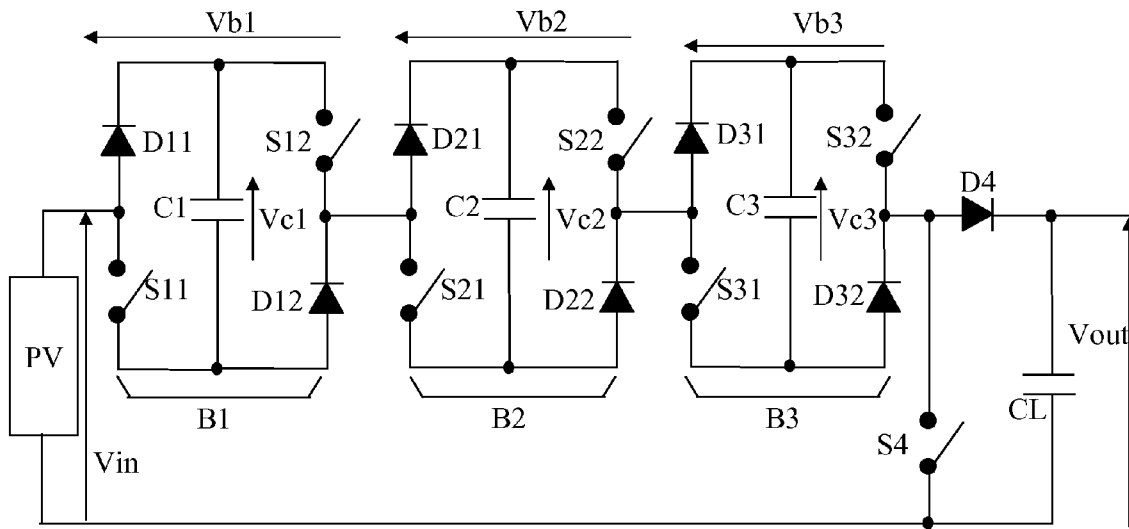 Vb1 Vb2 Vb3
D11 S12 D21 S22 D31 S32
D4
C1 Vc1 C2 Vc2 C3 Vc3
S11 D12 S21 D22 S31 D32
PV Vout
B1 B2 B3 CL
Vin S4